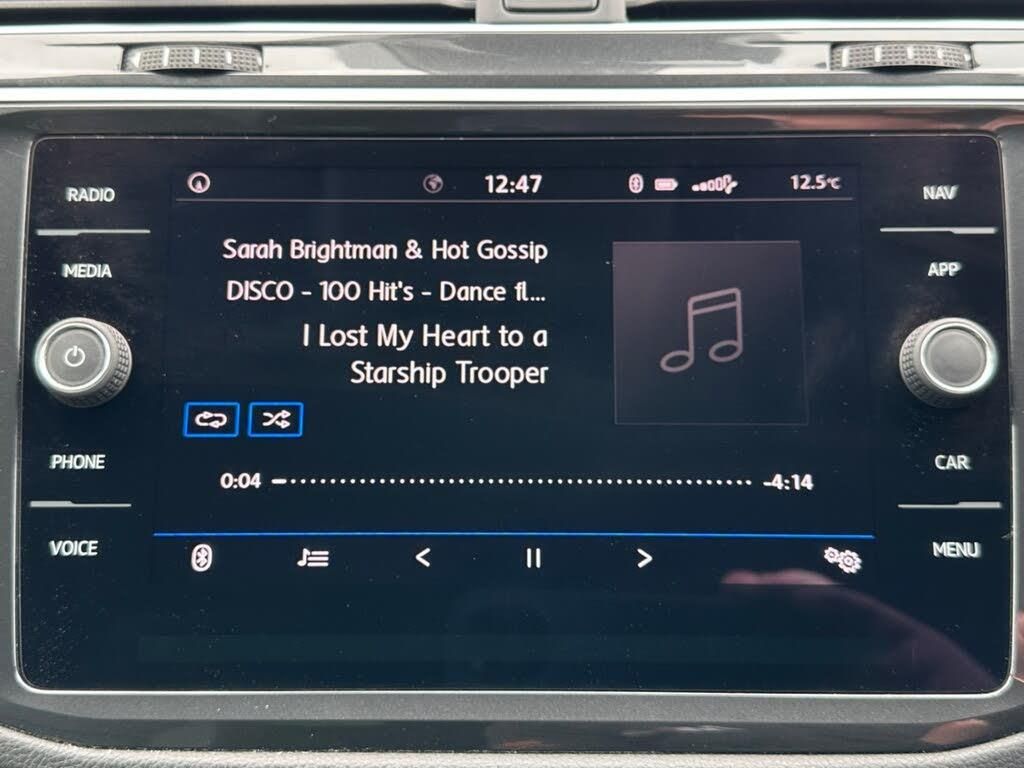 12:47
12.5°C
RADIO
NAV
MEDIA
APP
Sarah Brightman & Hot Gossip
DISCO - 100 Hit's - Dance fl...
I Lost My Heart to a
Starship Trooper
PHONE
CAR
0:04
-4:14
VOICE
MENU